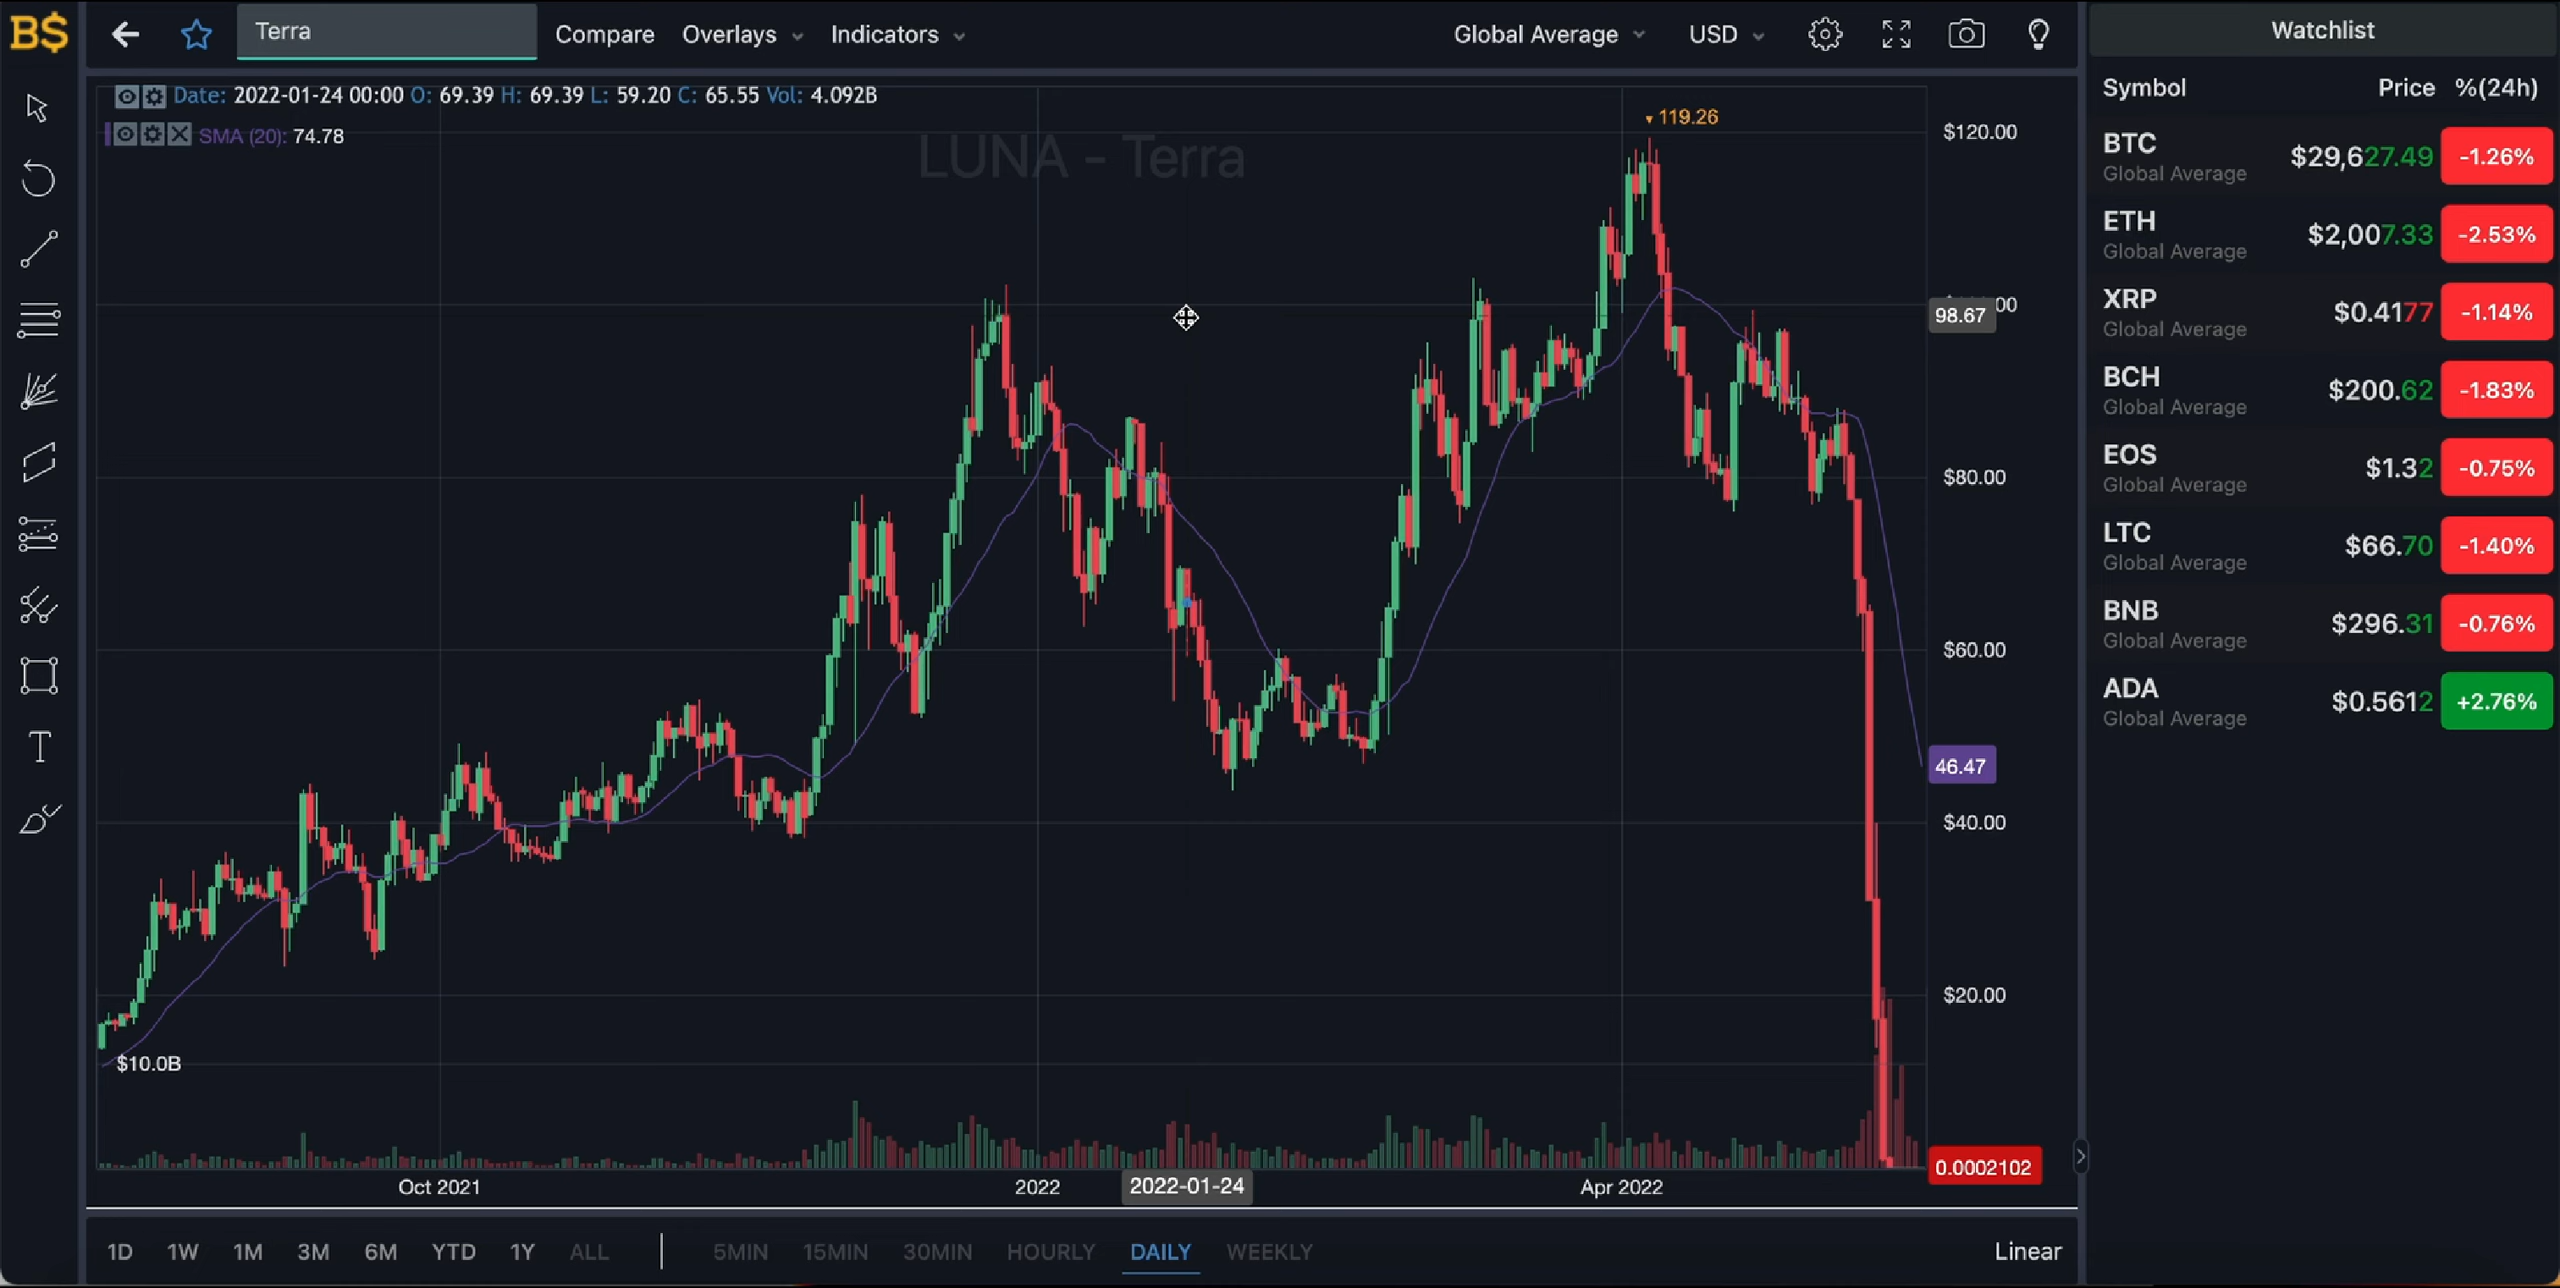 B$
Terra
Compare Overlays Indicators
Global Average USD
Date: 2022-01-24 00:00 O: 69.39 H: 69.39 L: 59.20 C: 65.55 Vol: 4.092B
SMA (20): 74.78
LUNA - Terra
119.26
$120.00
98.67
$80.00
$60.00
46.47
$40.00
$20.00
$10.0B
0.0002102
Oct 2021 2022 2022-01-24 Apr 2022
1D 1W 1M 3M 6M YTD 1Y ALL 5MIN 15MIN 30MIN HOURLY DAILY WEEKLY Linear
Watchlist
Symbol Price %(24h)
BTC $29,627.49 -1.26%
Global Average
ETH $2,007.33 -2.53%
Global Average
XRP $0.4177 -1.14%
Global Average
BCH $200.62 -1.83%
Global Average
EOS $1.32 -0.75%
Global Average
LTC $66.70 -1.40%
Global Average
BNB $296.31 -0.76%
Global Average
ADA $0.5612 +2.76%
Global Average